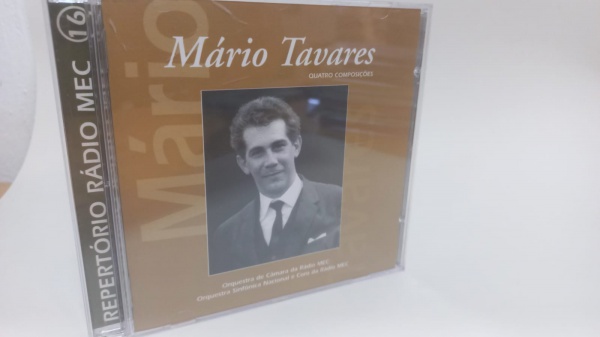 REPERTÓRIO RÁDIO MEC 16
Mário
Mário Tavares
QUATRO COMPOSIÇÕES
Orquestra de Câmara da Rádio MEC
Orquestra Sinfônica Nacional e Coro da Rádio MEC